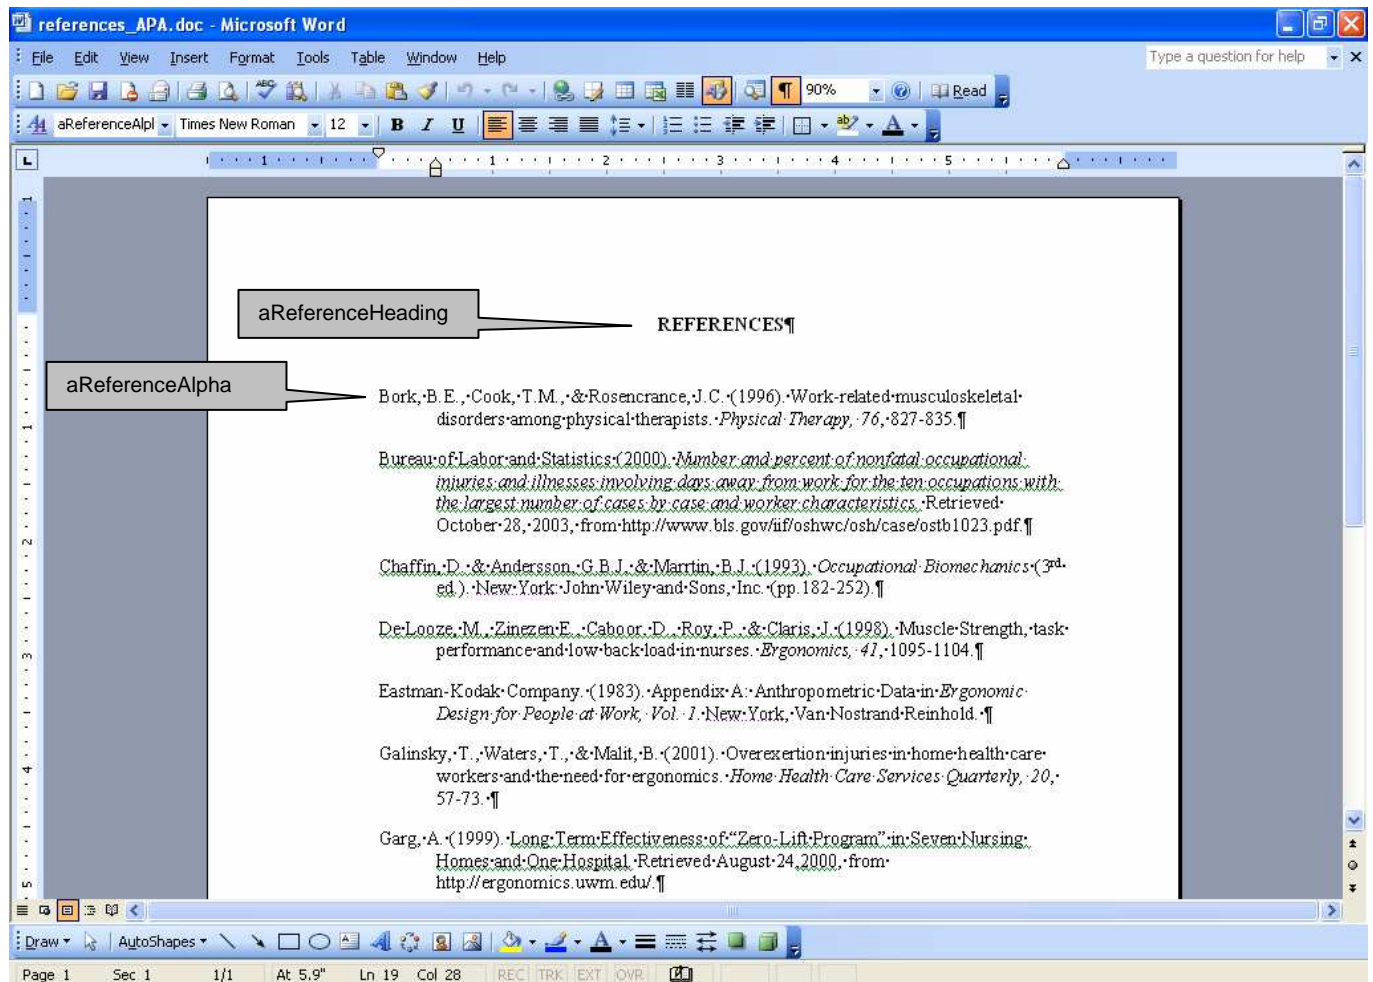 references_APA.doc - Microsoft Word
File Edit View Insert Format Tools Table Window Help Type a question for help
90% Read
aReferenceAlpl Times New Roman 12 B I U A
1 1 2 3 4 5
aReferenceHeading
REFERENCES¶
aReferenceAlpha
Bork,·B.E.,·Cook,·T.M.,·&·Rosencrance,·J.C.·(1996).·Work-related·musculoskeletal·
disorders·among·physical·therapists.·Physical·Therapy,·76,·827-835.¶
Bureau·of·Labor·and·Statistics·(2000).·Number·and·percent·of·nonfatal·occupational·
injuries·and·illnesses·involving·days·away·from·work·for·the·ten·occupations·with·
the·largest·number·of·cases·by·case·and·worker·characteristics.·Retrieved·
October·28,·2003,·from·http://www.bls.gov/iif/oshwc/osh/case/ostb1023.pdf.¶
Chaffin,·D.·&·Andersson,·G.B.J.·&·Marrtin,·B.J.·(1993).·Occupational·Biomechanics·(3rd·
ed.).·New·York:·John·Wiley·and·Sons,·Inc.·(pp.182-252).¶
De·Looze,·M.,·Zinezen·E.,·Caboor,·D.,·Roy,·P.,·&·Claris,·J.·(1998).·Muscle·Strength,·task·
performance·and·low·back·load·in·nurses.·Ergonomics,·41,·1095-1104.¶
Eastman-Kodak·Company.·(1983).·Appendix·A:·Anthropometric·Data·in·Ergonomic·
Design·for·People·at·Work,·Vol.·1.·New·York,·Van·Nostrand·Reinhold.·¶
Galinsky,·T.,·Waters,·T.,·&·Malit,·B.·(2001).·Overexertion·injuries·in·home·health·care·
workers·and·the·need·for·ergonomics.·Home·Health·Care·Services·Quarterly,·20,·
57-73.·¶
Garg,·A.·(1999).·Long·Term·Effectiveness·of·“Zero-Lift·Program”·in·Seven·Nursing·
Homes·and·One·Hospital.·Retrieved·August·24,2000,·from·
http://ergonomics.uwm.edu/.¶
Draw AutoShapes A
Page 1 Sec 1 1/1 At 5.9" Ln 19 Col 28 REC TRK EXT OVR